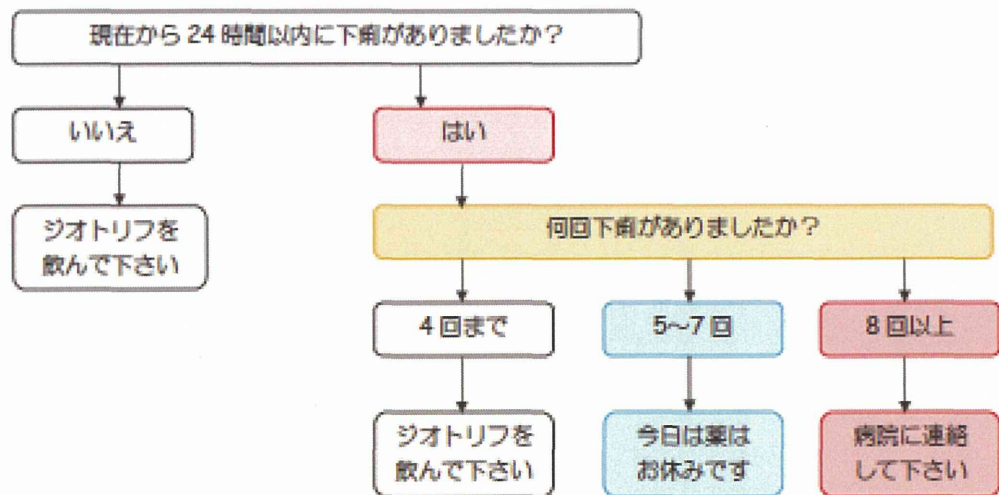 現在から 24 時間以内に下痢がありましたか？
いいえ
はい
ジオトリフを
飲んで下さい
何回下痢がありましたか？
4 回まで
5～7 回
8 回以上
ジオトリフを
飲んで下さい
今日は薬は
お休みです
病院に連絡
して下さい